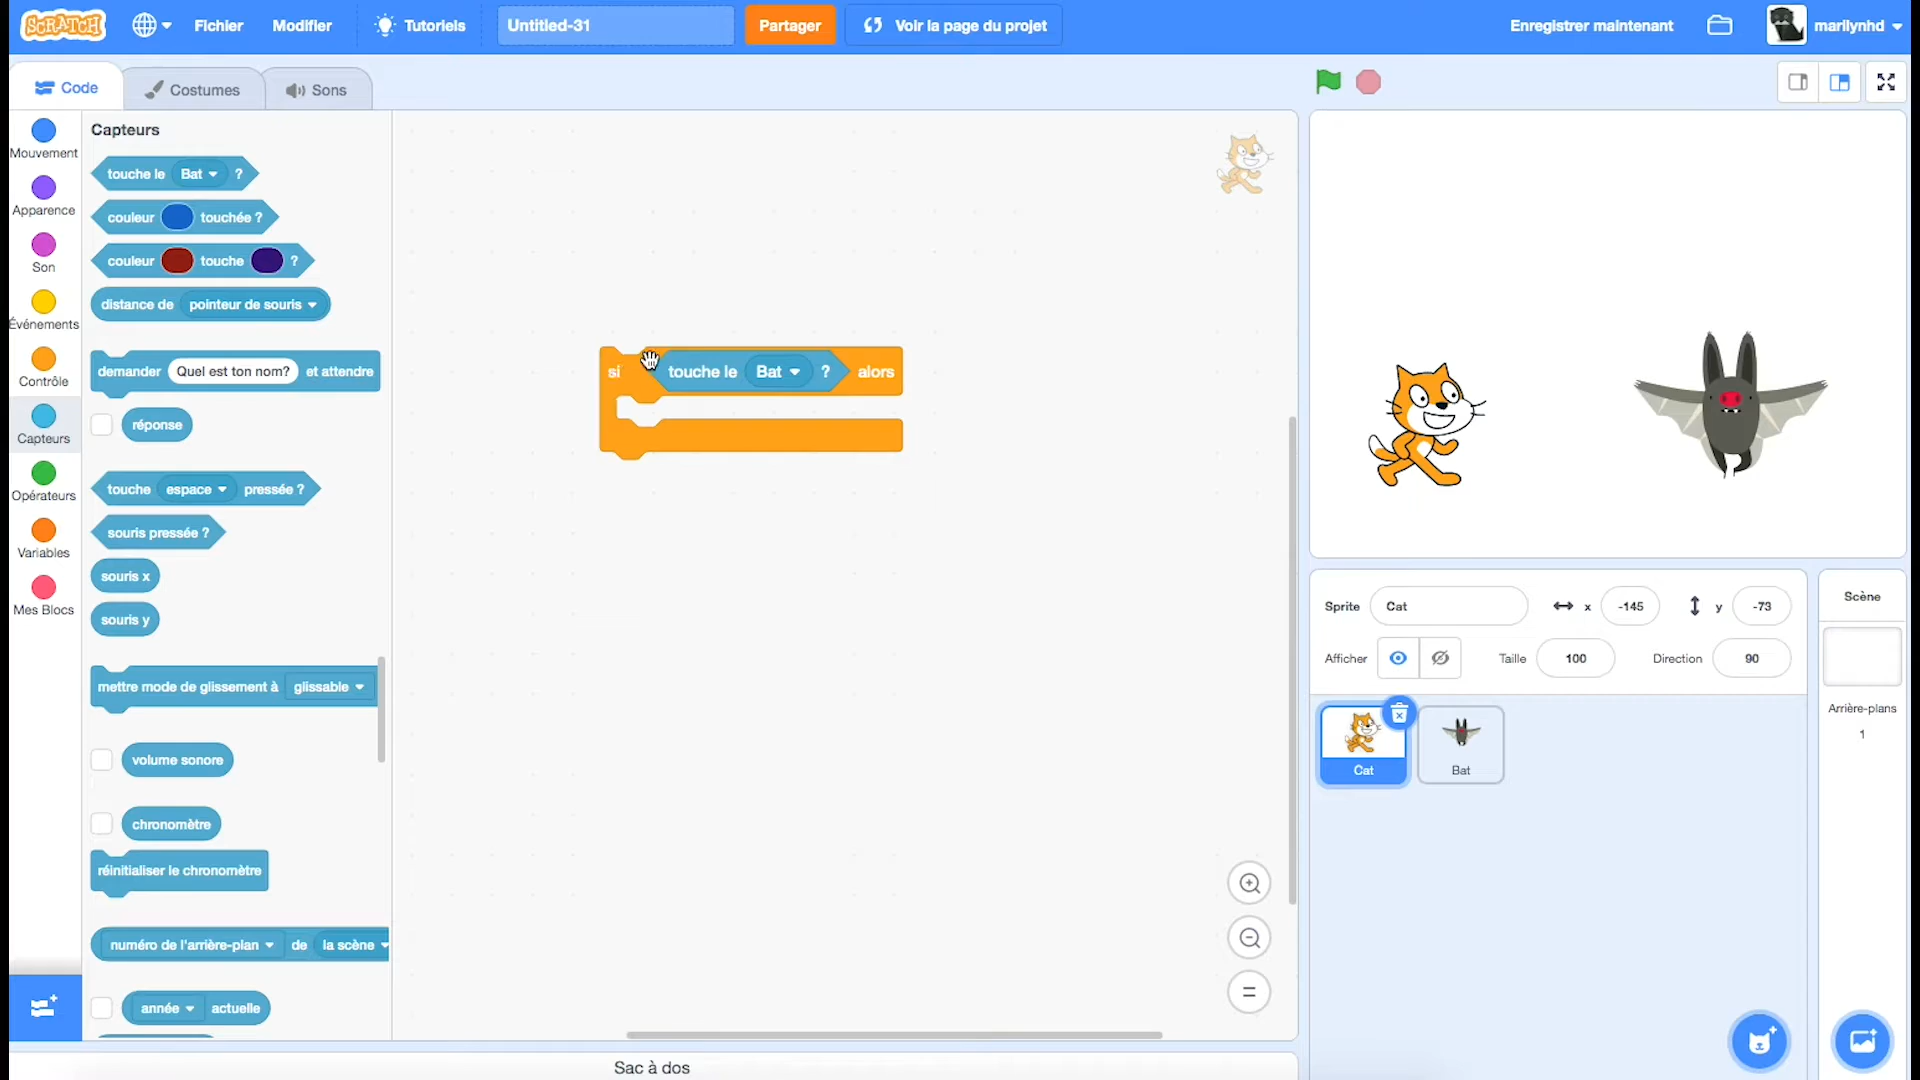 SCRATCH Fichier Modifier Tutoriels Untitled-31 Partager Voir la page du projet Enregistrer maintenant marilynhd
Code Costumes Sons
Mouvement
Apparence
Son
Événements
Contrôle
Capteurs
Opérateurs
Variables
Mes Blocs
Capteurs
touche le Bat ?
couleur touchée ?
couleur touche ?
distance de pointeur de souris
demander Quel est ton nom? et attendre
réponse
touche espace pressée ?
souris pressée ?
souris x
souris y
mettre mode de glissement à glissable
volume sonore
chronomètre
réinitialiser le chronomètre
numéro de l'arrière-plan de la scène
année actuelle
si touche le Bat ? alors
Sac à dos
Sprite Cat x -145 y -73
Afficher Taille 100 Direction 90
Cat Bat
Scène
Arrière-plans
1